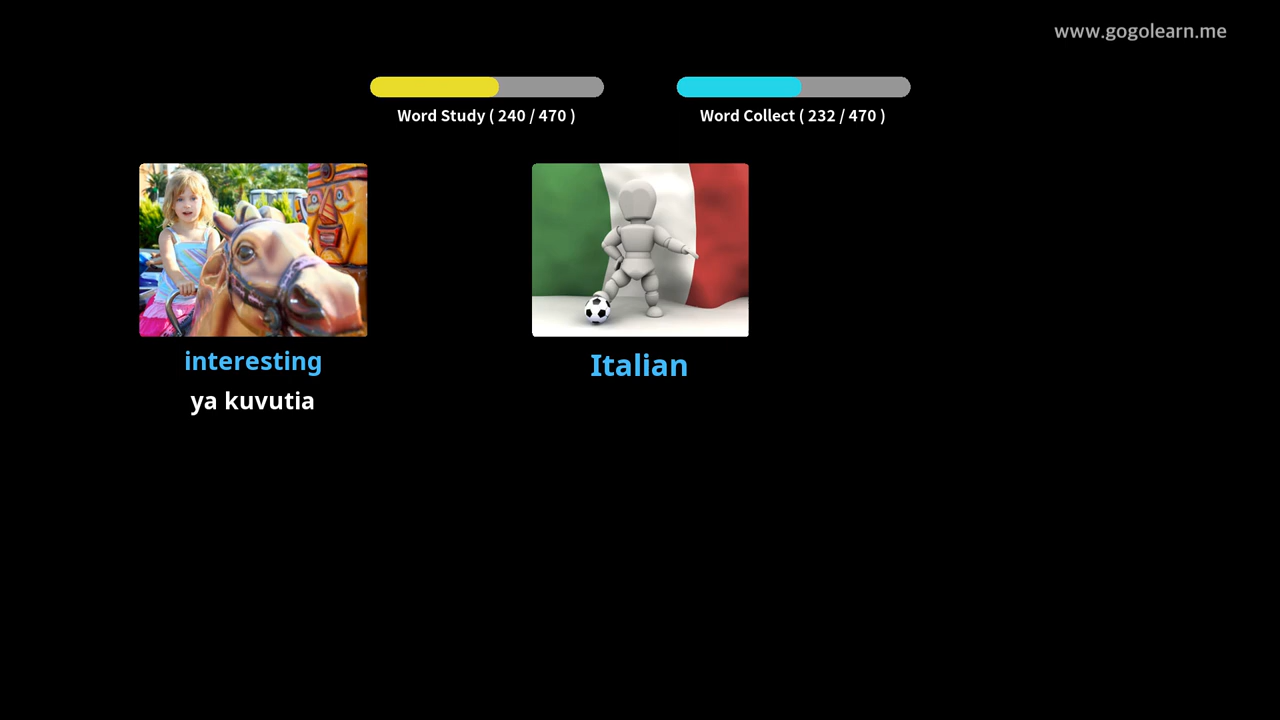 www.gogolearn.me
Word Study ( 240 / 470 )
Word Collect ( 232 / 470 )
interesting
ya kuvutia
Italian